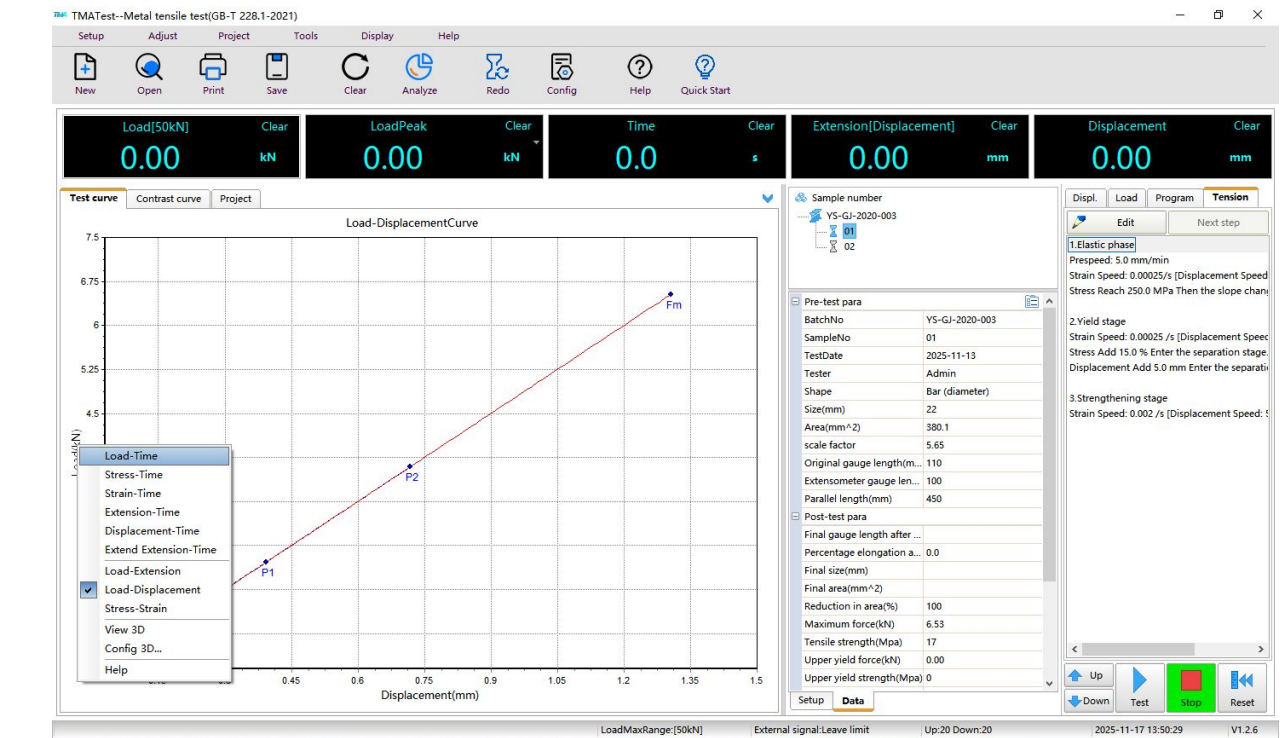 TMATest--Metal tensile test(GB-T 228.1-2021)
Setup Adjust Project Tools Display Help
New Open Print Save Clear Analyze Redo Config Help Quick Start
Load[50kN] Clear
0.00 kN
LoadPeak Clear
0.00 kN
Time Clear
0.0 s
Extension[Displacement] Clear
0.00 mm
Displacement Clear
0.00 mm
Test curve Contrast curve Project
Load-DisplacementCurve
7.5
6.75
6
5.25
4.5
Fm
P2
P1
0.45 0.6 0.75 1.05 1.2 1.35 1.5
Displacement(mm)
Load-Time
Stress-Time
Strain-Time
Extension-Time
Displacement-Time
Extend Extension-Time
Load-Extension
Load-Displacement
Stress-Strain
View 3D
Config 3D...
Help
Sample number
YS-GJ-2020-003
01
02
Pre-test para
BatchNo YS-GJ-2020-003
SampleNo 01
TestDate 2025-11-13
Tester Admin
Shape Bar (diameter)
Size(mm) 22
Area(mm^2) 380.1
scale factor 5.65
Original gauge length(m... 110
Extensometer gauge len... 100
Parallel length(mm) 450
Post-test para
Final gauge length after ...
Percentage elongation a... 0.0
Final size(mm)
Final area(mm^2)
Reduction in area(%) 100
Maximum force(kN) 6.53
Tensile strength(Mpa) 17
Upper yield force(kN) 0.00
Upper yield strength(Mpa) 0
Setup Data
Displ. Load Program Tension
Edit Next step
1.Elastic phase
Prespeed: 5.0 mm/min
Strain Speed: 0.00025/s [Displacement Speed
Stress Reach 250.0 MPa Then the slope chang
2.Yield stage
Strain Speed: 0.00025 /s [Displacement Speec
Stress Add 15.0 % Enter the separation stage.
Displacement Add 5.0 mm Enter the separati
3.Strengthening stage
Strain Speed: 0.002 /s [Displacement Speed: 5
Up
Down
Test Stop Reset
LoadMaxRange:[50kN] External signal:Leave limit Up:20 Down:20 2025-11-17 13:50:29 V1.2.6